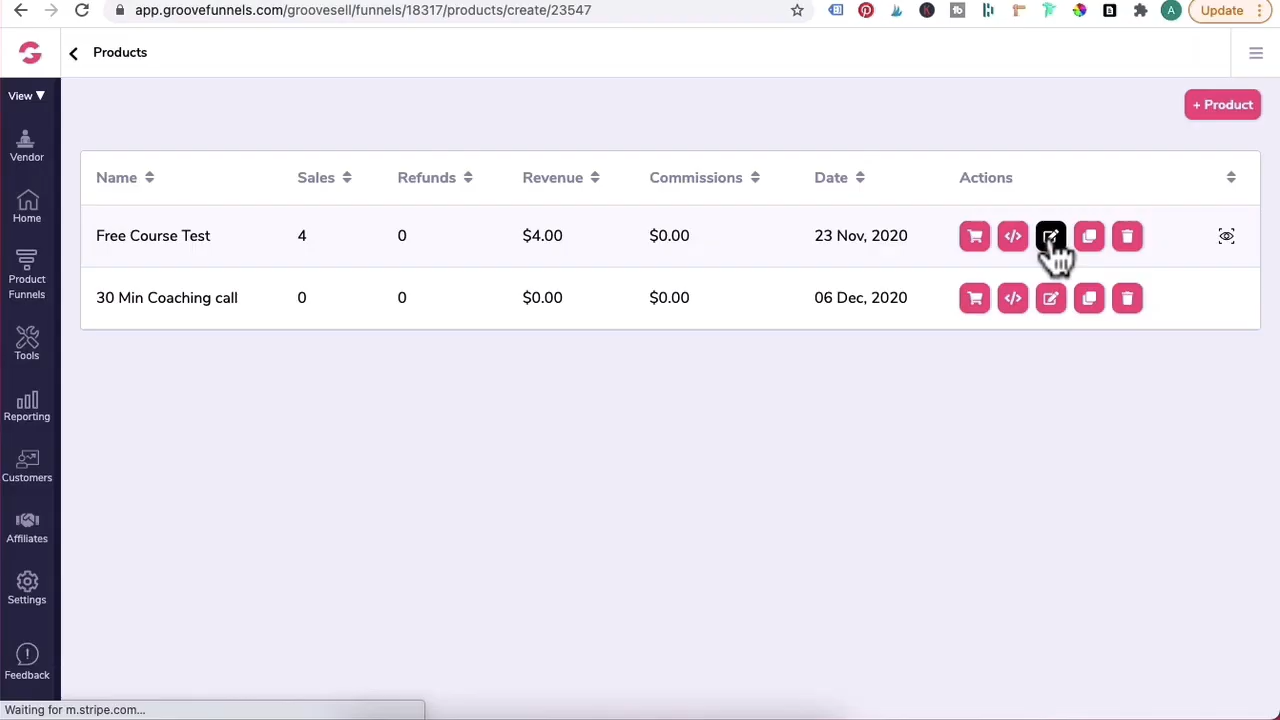 app.groovefunnels.com/groovesell/funnels/18317/products/create/23547
Update
Products
View ▼
+ Product
Vendor
Home
Product
Funnels
Tools
Reporting
Customers
Affiliates
Settings
Feedback
Name Sales Refunds Revenue Commissions Date Actions
Free Course Test 4 0 $4.00 $0.00 23 Nov, 2020
30 Min Coaching call 0 0 $0.00 $0.00 06 Dec, 2020
Waiting for m.stripe.com...